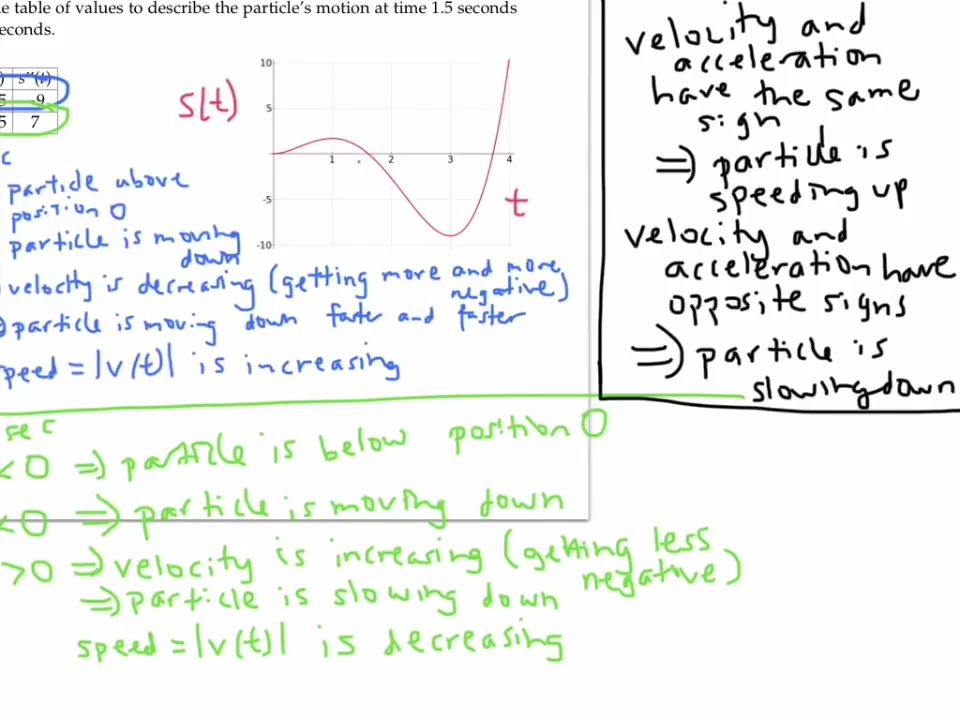 le table of values to describe the particle's motion at time 1.5 seconds
econds.
) s''(t)
5 9
5 7
s(t)
10
5
-5
-10
1 2 3 4
t
c
particle above
position 0
particle is moving
down
velocity is decreasing (getting more and more
negative)
particle is moving down faster and faster
speed = |v(t)| is increasing
velocity and
acceleration
have the same
sign
=) particle is
speeding up
velocity and
acceleration have
opposite signs
=) particle is
slowing down
sec
< 0 =) particle is below position 0
< 0 =) particle is moving down
> 0 =) velocity is increasing (getting less
negative)
=) particle is slowing down
speed = |v(t)| is decreasing